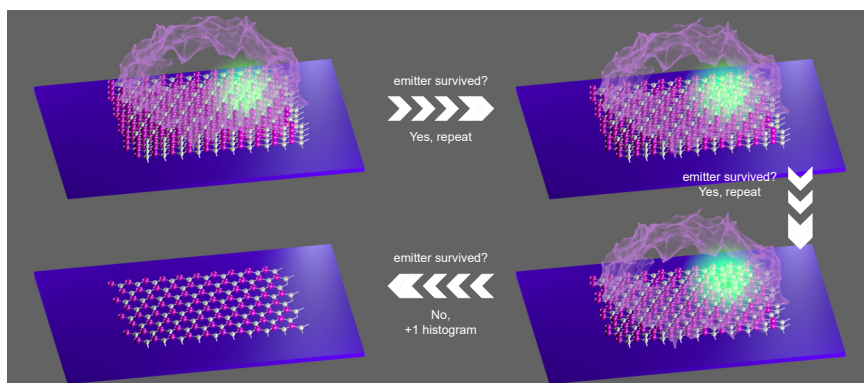 emitter survived?
Yes, repeat
emitter survived?
Yes, repeat
emitter survived?
No,
+1 histogram